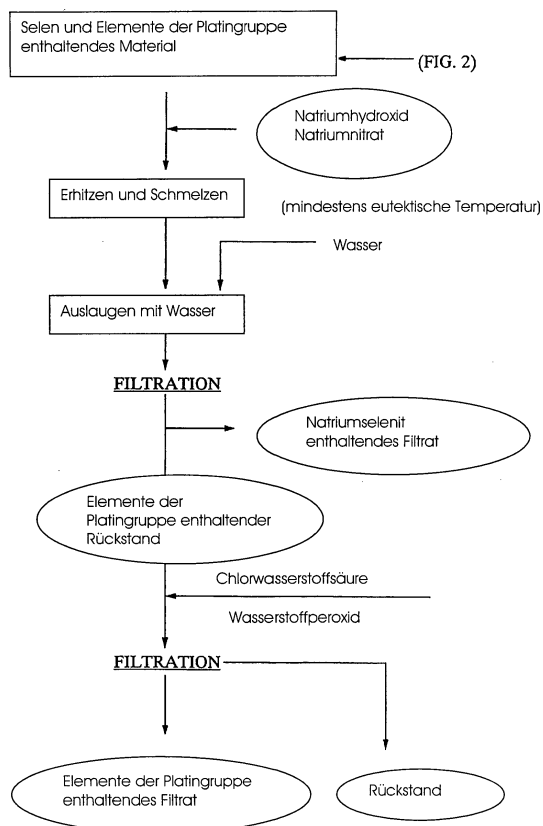 Selen und Elemente der Platingruppe
enthaltendes Material
(FIG. 2)
Natriumhydroxid
Natriumnitrat
Erhitzen und Schmelzen
(mindestens eutektische Temperatur)
Wasser
Auslaugen mit Wasser
FILTRATION
Natriumselenit
enthaltendes Filtrat
Elemente der
Platingruppe enthaltender
Rückstand
Chlorwasserstoffsäure
Wasserstoffperoxid
FILTRATION
Elemente der Platingruppe
enthaltendes Filtrat
Rückstand